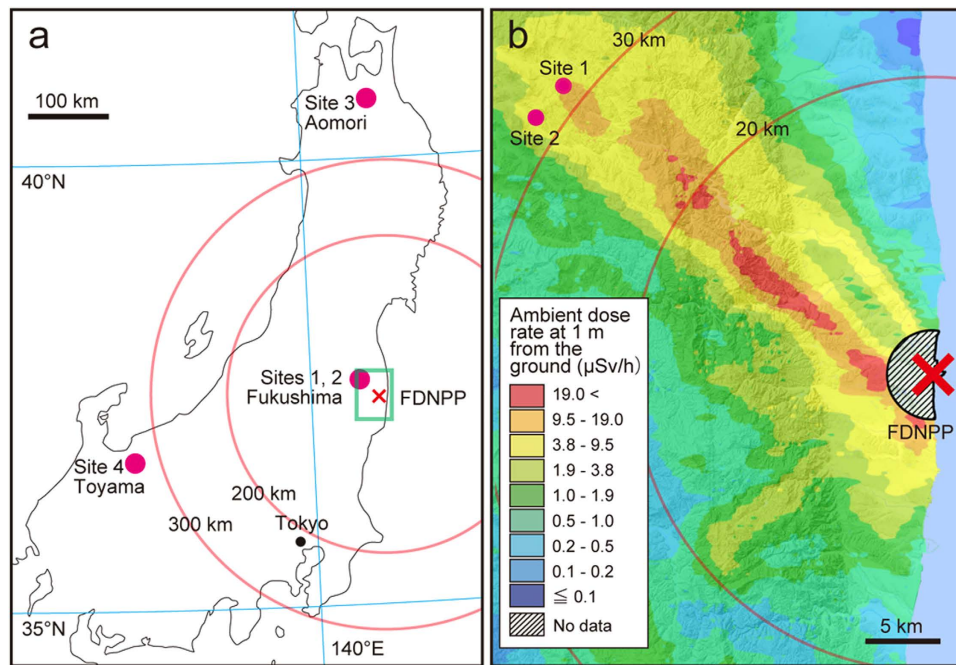 a
100 km
Site 3
Aomori
40°N
Sites 1, 2
Fukushima
FDNPP
Site 4
Toyama
200 km
300 km
Tokyo
35°N
140°E
b
30 km
Site 1
Site 2
20 km
FDNPP
Ambient dose
rate at 1 m
from the
ground (μSv/h)
19.0 <
9.5 - 19.0
3.8 - 9.5
1.9 - 3.8
1.0 - 1.9
0.5 - 1.0
0.2 - 0.5
0.1 - 0.2
≦ 0.1
No data
5 km